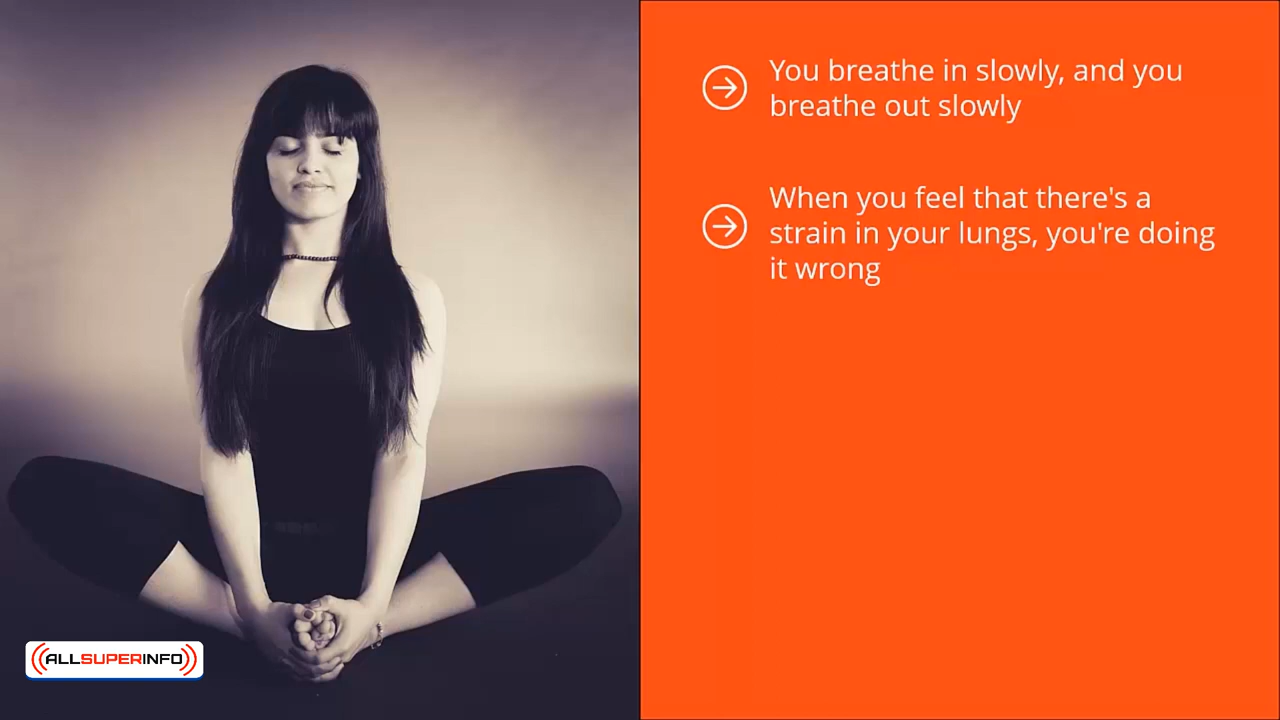 You breathe in slowly, and you
breathe out slowly
When you feel that there's a
strain in your lungs, you're doing
it wrong
ALLSUPERINFO